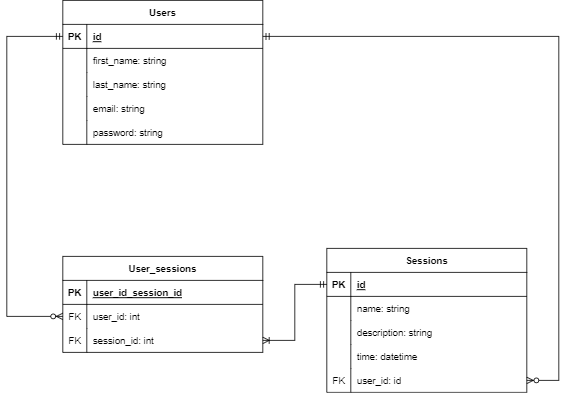 Users
PK id
first_name: string
last_name: string
email: string
password: string
User_sessions
PK user_id_session_id
FK user_id: int
FK session_id: int
Sessions
PK id
name: string
description: string
time: datetime
FK user_id: id